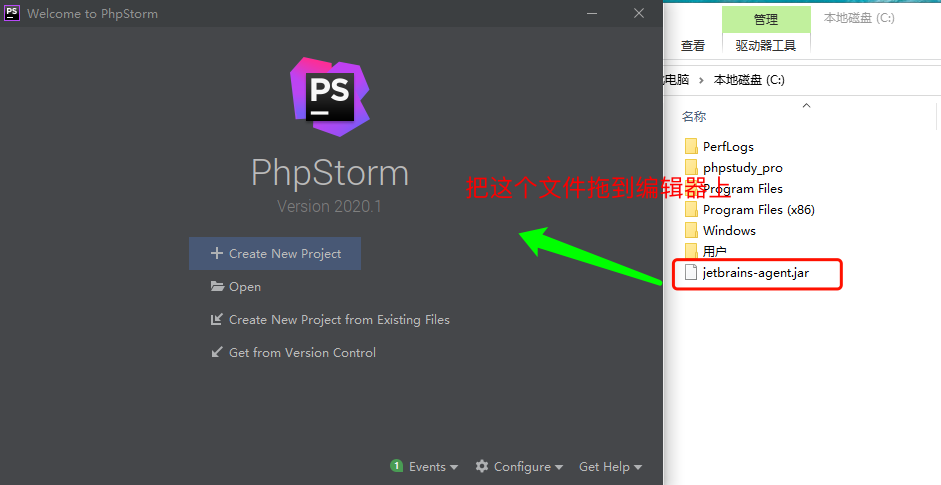 PS
Welcome to PhpStorm
PS
PhpStorm
Version 2020.1
Create New Project
Open
Create New Project from Existing Files
Get from Version Control
1 Events
Configure
Get Help
把这个文件拖到编辑器上
管理
本地磁盘 (C:)
查看
驱动器工具
电脑 › 本地磁盘 (C:)
名称
PerfLogs
phpstudy_pro
Program Files
Program Files (x86)
Windows
用户
jetbrains-agent.jar